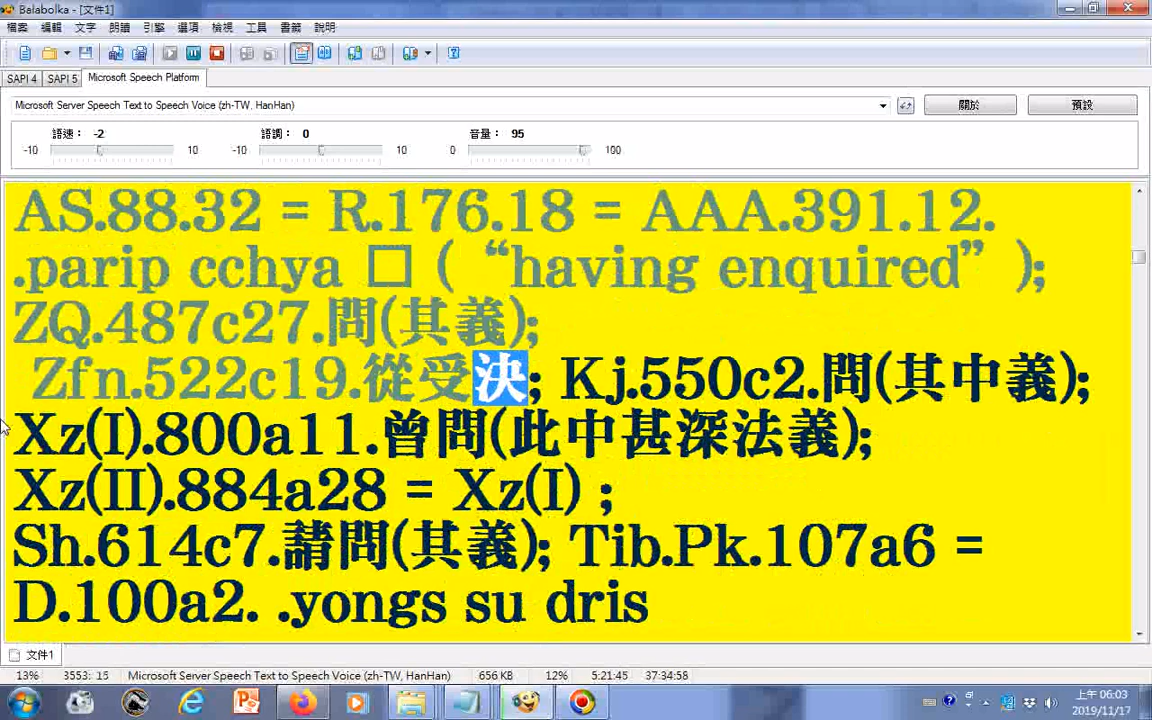 Balabolka - [文件1]
檔案 編輯 文字 朗讀 引擎 選項 檢視 工具 書籤 說明
SAPI 4 SAPI 5 Microsoft Speech Platform
Microsoft Server Speech Text to Speech Voice (zh-TW, HanHan) 關於 預設
語速： -2 語調： 0 音量： 95
-10 10 -10 10 0 100
AS.88.32 = R.176.18 = AAA.391.12.
.parip cchya □ ( “having enquired” );
ZQ.487c27.問(其義);
Zfn.522c19.從受決; Kj.550c2.問(其中義);
Xz(I).800a11.曾問(此中甚深法義);
Xz(II).884a28 = Xz(I) ;
Sh.614c7.請問(其義); Tib.Pk.107a6 =
D.100a2. .yongs su dris
文件1
13% 3553: 15 Microsoft Server Speech Text to Speech Voice (zh-TW, HanHan) 656 KB 12% 5:21:45 37:34:58
上午 06:03
2019/11/17